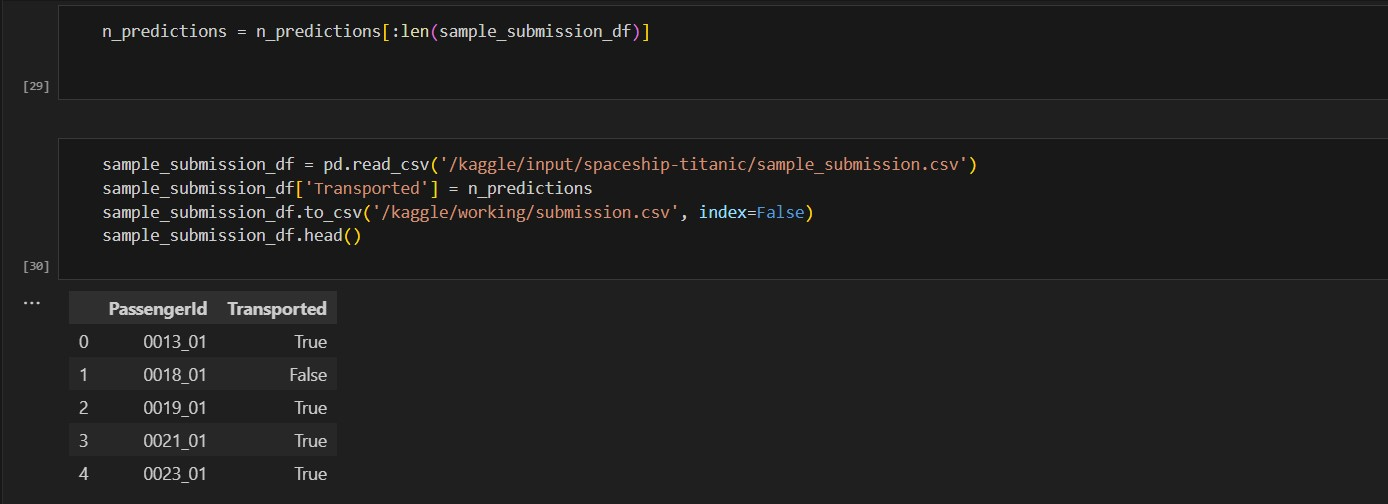 n_predictions = n_predictions[:len(sample_submission_df)]
[29]
sample_submission_df = pd.read_csv('/kaggle/input/spaceship-titanic/sample_submission.csv')
sample_submission_df['Transported'] = n_predictions
sample_submission_df.to_csv('/kaggle/working/submission.csv', index=False)
sample_submission_df.head()
[30]
...
PassengerId Transported
0 0013_01 True
1 0018_01 False
2 0019_01 True
3 0021_01 True
4 0023_01 True